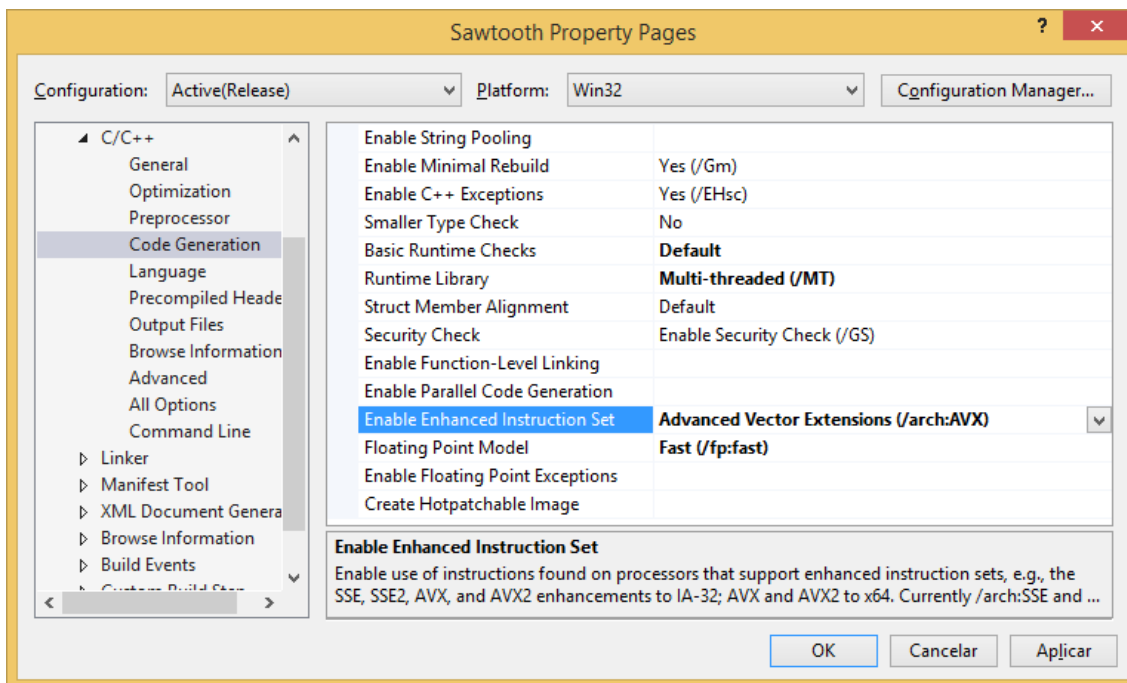 Sawtooth Property Pages
?
×
Configuration: Active(Release) Platform: Win32 Configuration Manager...
C/C++
General
Optimization
Preprocessor
Code Generation
Language
Precompiled Heade
Output Files
Browse Information
Advanced
All Options
Command Line
Linker
Manifest Tool
XML Document Genera
Browse Information
Build Events
Custom Build Step
Enable String Pooling
Enable Minimal Rebuild Yes (/Gm)
Enable C++ Exceptions Yes (/EHsc)
Smaller Type Check No
Basic Runtime Checks Default
Runtime Library Multi-threaded (/MT)
Struct Member Alignment Default
Security Check Enable Security Check (/GS)
Enable Function-Level Linking
Enable Parallel Code Generation
Enable Enhanced Instruction Set Advanced Vector Extensions (/arch:AVX)
Floating Point Model Fast (/fp:fast)
Enable Floating Point Exceptions
Create Hotpatchable Image
Enable Enhanced Instruction Set
Enable use of instructions found on processors that support enhanced instruction sets, e.g., the
SSE, SSE2, AVX, and AVX2 enhancements to IA-32; AVX and AVX2 to x64. Currently /arch:SSE and ...
OK Cancelar Aplicar